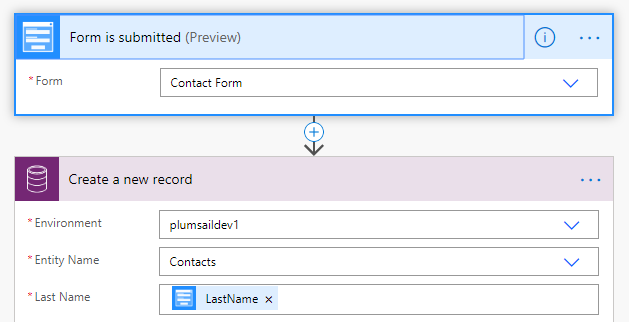 Form is submitted (Preview)
* Form
Contact Form
Create a new record
* Environment
plumsaildev1
* Entity Name
Contacts
* Last Name
LastName ×